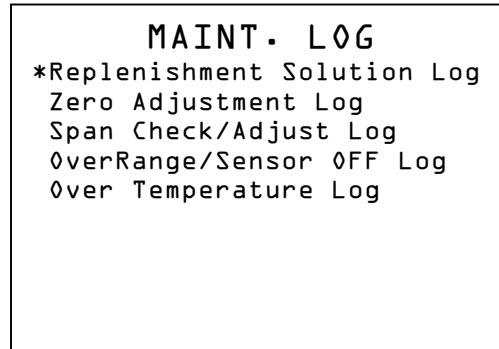 MAINT. LOG
*Replenishment Solution Log
Zero Adjustment Log
Span Check/Adjust Log
OverRange/Sensor OFF Log
Over Temperature Log